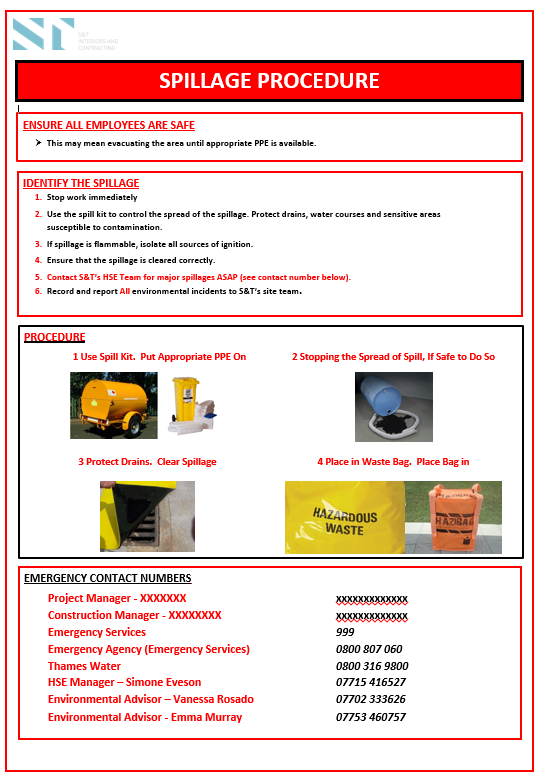 ST
S&T
INTERIORS AND
CONTRACTING
SPILLAGE PROCEDURE
ENSURE ALL EMPLOYEES ARE SAFE
➢ This may mean evacuating the area until appropriate PPE is available.
IDENTIFY THE SPILLAGE
1. Stop work immediately
2. Use the spill kit to control the spread of the spillage. Protect drains, water courses and sensitive areas
susceptible to contamination.
3. If spillage is flammable, isolate all sources of ignition.
4. Ensure that the spillage is cleared correctly.
5. Contact S&T's HSE Team for major spillages ASAP (see contact number below).
6. Record and report All environmental incidents to S&T's site team.
PROCEDURE
1 Use Spill Kit. Put Appropriate PPE On
2 Stopping the Spread of Spill, If Safe to Do So
3 Protect Drains. Clear Spillage
4 Place in Waste Bag. Place Bag in
HAZARDOUS
WASTE
HAZIBAG
EMERGENCY CONTACT NUMBERS
Project Manager - XXXXXXX xxxxxxxxxxxxx
Construction Manager - XXXXXXXX xxxxxxxxxxxxx
Emergency Services 999
Emergency Agency (Emergency Services) 0800 807 060
Thames Water 0800 316 9800
HSE Manager – Simone Eveson 07715 416527
Environmental Advisor – Vanessa Rosado 07702 333626
Environmental Advisor - Emma Murray 07753 460757